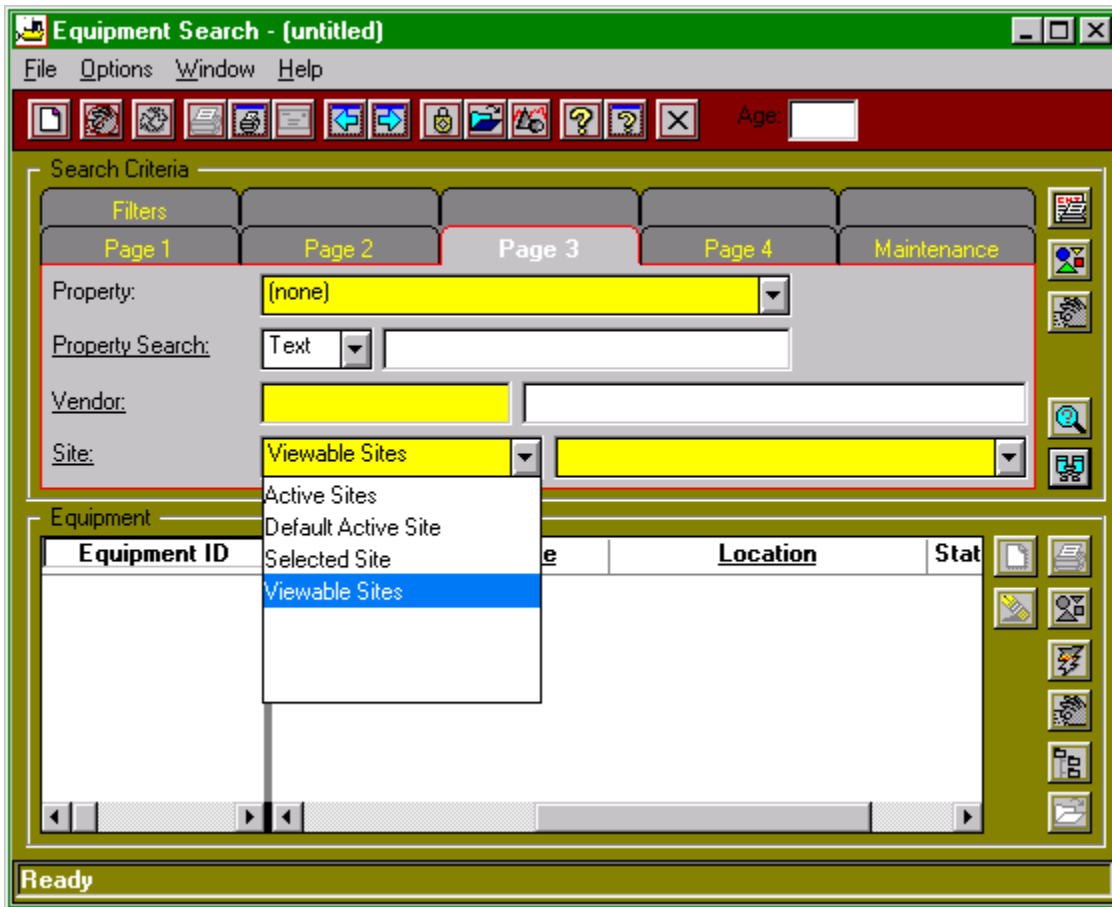 Equipment Search - (untitled)
File Options Window Help
Age:
Search Criteria
Filters
Page 1 Page 2 Page 3 Page 4 Maintenance
Property: (none)
Property Search: Text
Vendor:
Site: Viewable Sites
Active Sites
Default Active Site
Selected Site
Viewable Sites
Equipment
Equipment ID e Location Stat
Ready